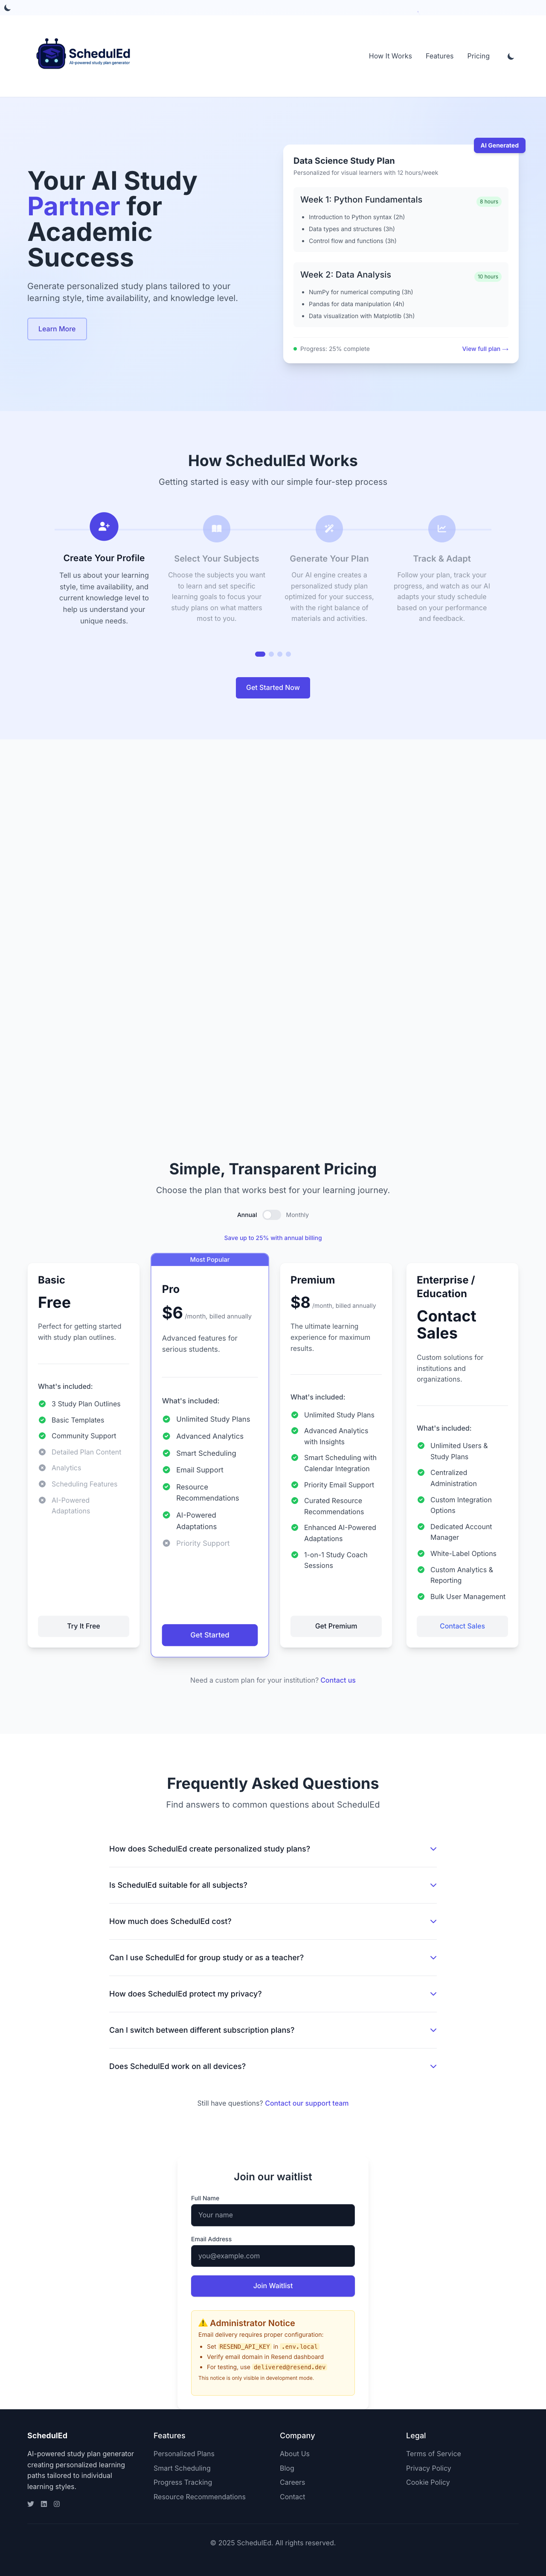 SchedulEd
AI-powered study plan generator
How It Works
Features
Pricing
Your AI Study
Partner for
Academic
Success
Generate personalized study plans tailored to your
learning style, time availability, and knowledge level.
Learn More
AI Generated
Data Science Study Plan
Personalized for visual learners with 12 hours/week
Week 1: Python Fundamentals
8 hours
• Introduction to Python syntax (2h)
• Data types and structures (3h)
• Control flow and functions (3h)
Week 2: Data Analysis
10 hours
• NumPy for numerical computing (3h)
• Pandas for data manipulation (4h)
• Data visualization with Matplotlib (3h)
Progress: 25% complete
View full plan →
How SchedulEd Works
Getting started is easy with our simple four-step process
Create Your Profile
Tell us about your learning
style, time availability, and
current knowledge level to
help us understand your
unique needs.
Select Your Subjects
Choose the subjects you want
to learn and set specific
learning goals to focus your
study plans on what matters
most to you.
Generate Your Plan
Our AI engine creates a
personalized study plan
optimized for your success,
with the right balance of
materials and activities.
Track & Adapt
Follow your plan, track your
progress, and watch as our AI
adapts your study schedule
based on your performance
and feedback.
Get Started Now
Simple, Transparent Pricing
Choose the plan that works best for your learning journey.
Annual
Monthly
Save up to 25% with annual billing
Basic
Free
Perfect for getting started
with study plan outlines.
What's included:
3 Study Plan Outlines
Basic Templates
Community Support
Detailed Plan Content
Analytics
Scheduling Features
AI-Powered
Adaptations
Try It Free
Most Popular
Pro
$6 /month, billed annually
Advanced features for
serious students.
What's included:
Unlimited Study Plans
Advanced Analytics
Smart Scheduling
Email Support
Resource
Recommendations
AI-Powered
Adaptations
Priority Support
Get Started
Premium
$8 /month, billed annually
The ultimate learning
experience for maximum
results.
What's included:
Unlimited Study Plans
Advanced Analytics
with Insights
Smart Scheduling with
Calendar Integration
Priority Email Support
Curated Resource
Recommendations
Enhanced AI-Powered
Adaptations
1-on-1 Study Coach
Sessions
Get Premium
Enterprise /
Education
Contact
Sales
Custom solutions for
institutions and
organizations.
What's included:
Unlimited Users &
Study Plans
Centralized
Administration
Custom Integration
Options
Dedicated Account
Manager
White-Label Options
Custom Analytics &
Reporting
Bulk User Management
Contact Sales
Need a custom plan for your institution? Contact us
Frequently Asked Questions
Find answers to common questions about SchedulEd
How does SchedulEd create personalized study plans?
Is SchedulEd suitable for all subjects?
How much does SchedulEd cost?
Can I use SchedulEd for group study or as a teacher?
How does SchedulEd protect my privacy?
Can I switch between different subscription plans?
Does SchedulEd work on all devices?
Still have questions? Contact our support team
Join our waitlist
Full Name
Your name
Email Address
you@example.com
Join Waitlist
⚠️ Administrator Notice
Email delivery requires proper configuration:
• Set RESEND_API_KEY in .env.local
• Verify email domain in Resend dashboard
• For testing, use delivered@resend.dev
This notice is only visible in development mode.
SchedulEd
AI-powered study plan generator
creating personalized learning
paths tailored to individual
learning styles.
Features
Personalized Plans
Smart Scheduling
Progress Tracking
Resource Recommendations
Company
About Us
Blog
Careers
Contact
Legal
Terms of Service
Privacy Policy
Cookie Policy
© 2025 SchedulEd. All rights reserved.